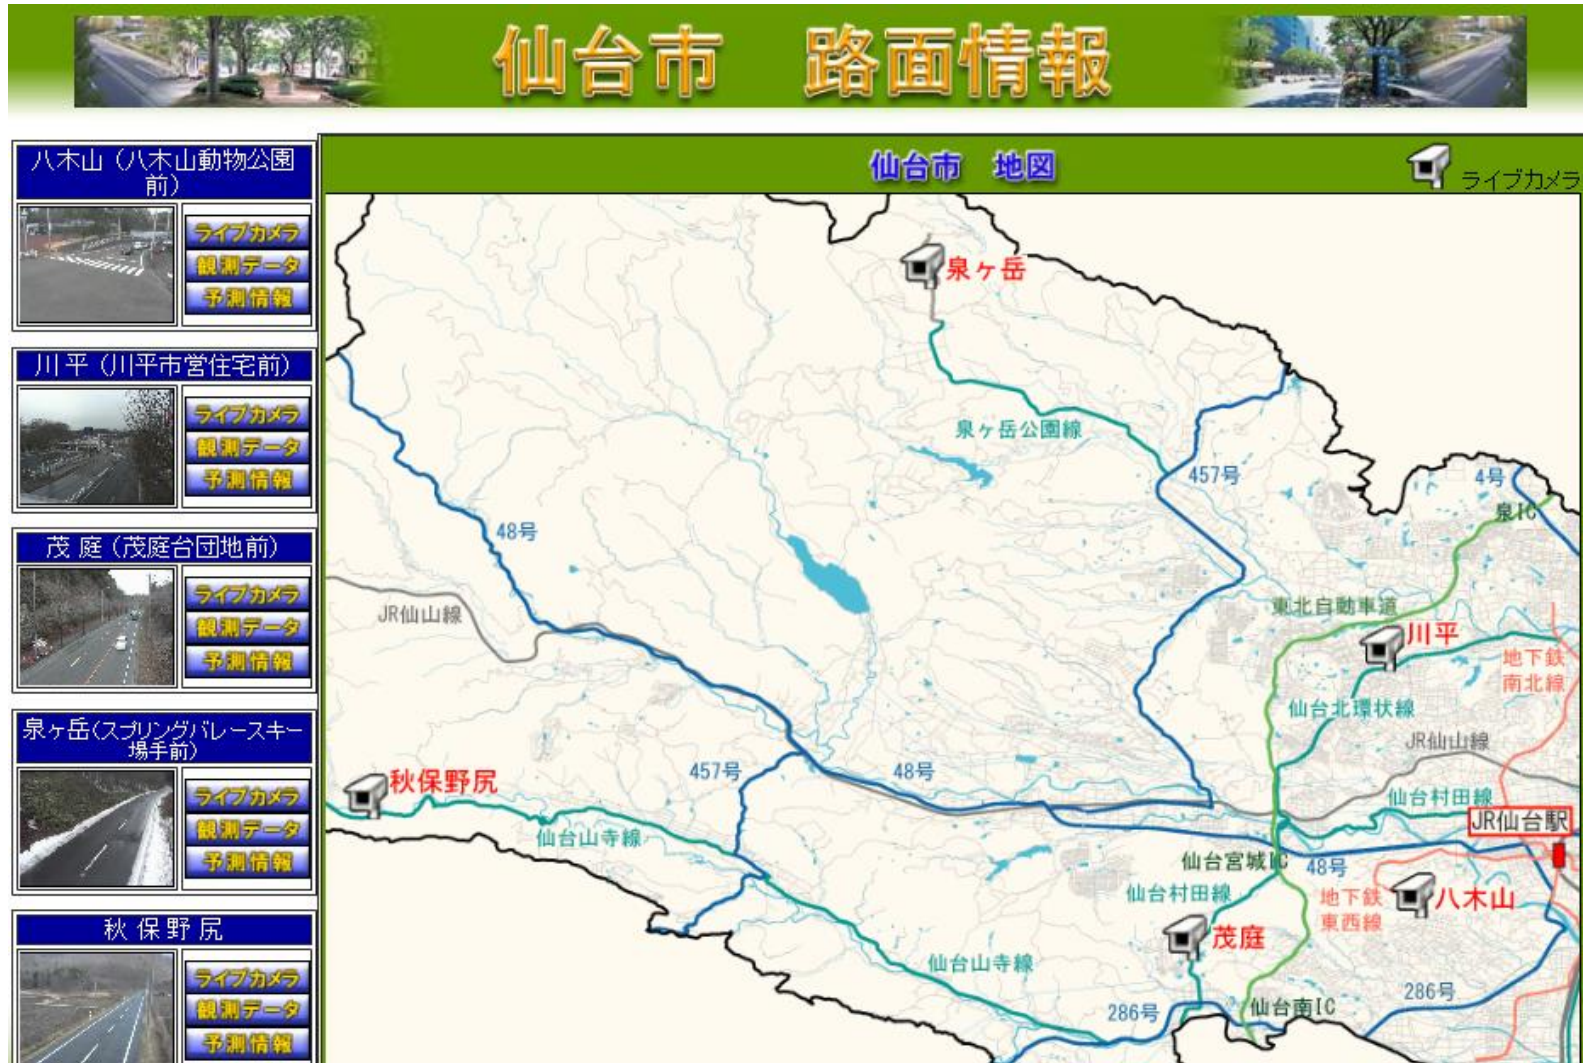 仙台市　路面情報
八木山（八木山動物公園
前）
ライブカメラ
観測データ
予測情報
川 平（川平市営住宅前）
ライブカメラ
観測データ
予測情報
茂 庭（茂庭台団地前）
ライブカメラ
観測データ
予測情報
泉ヶ岳（スプリングバレースキー
場手前）
ライブカメラ
観測データ
予測情報
秋 保 野 尻
ライブカメラ
観測データ
予測情報
仙台市　地図
ライブカメラ
泉ヶ岳
泉ヶ岳公園線
457号
4号
泉IC
48号
東北自動車道
JR仙山線
川平
地下鉄
南北線
仙台北環状線
JR仙山線
457号
48号
秋保野尻
仙台村田線
JR仙台駅
仙台山寺線
仙台宮城IC
48号
仙台村田線
地下鉄
東西線
八木山
茂庭
仙台山寺線
286号
仙台南IC
286号